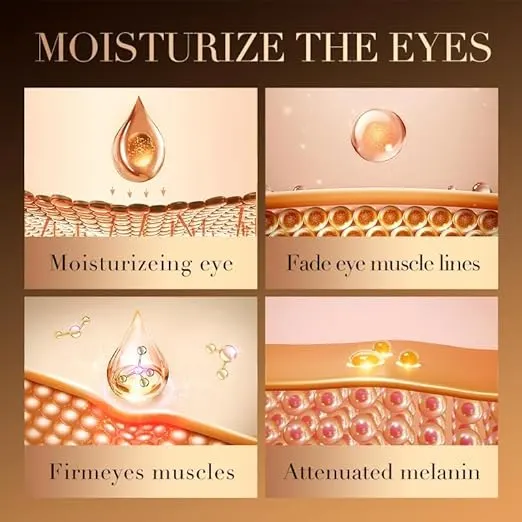 MOISTURIZE THE EYES
Moisturizeing eye
Fade eye muscle lines
Firmeyes muscles
Attenuated melanin